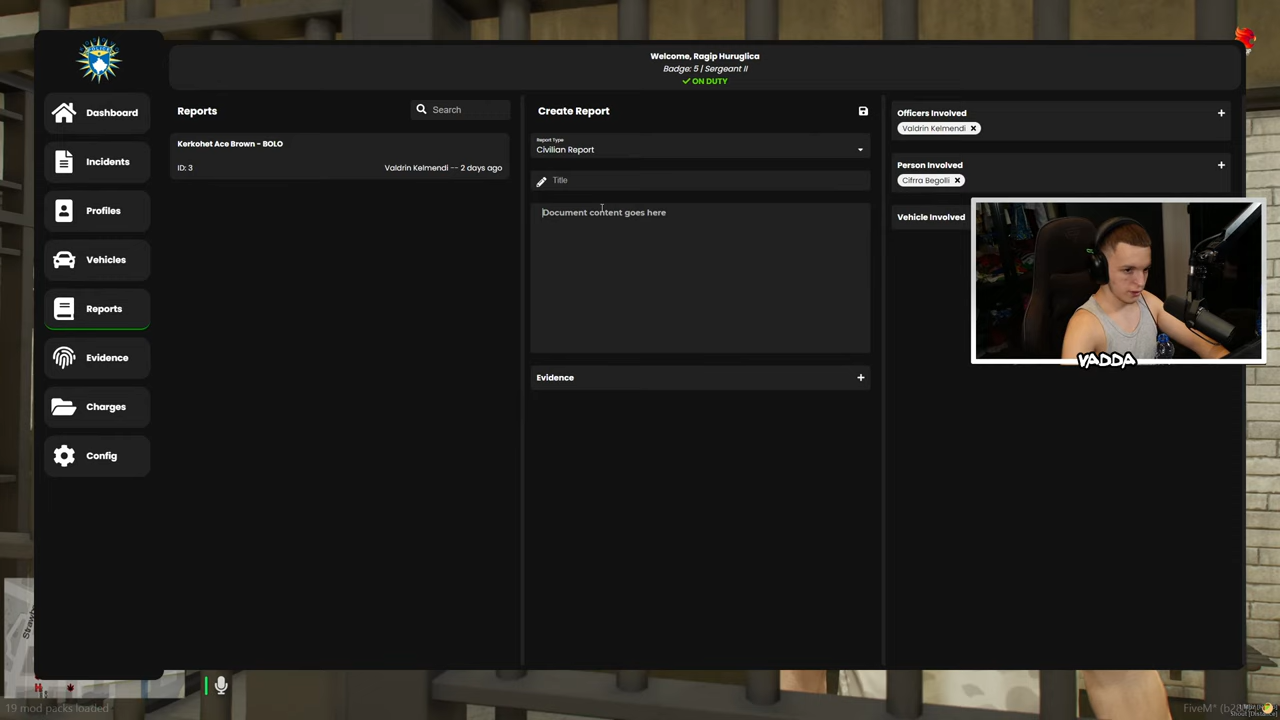 Welcome, Ragip Huruglica
Badge: 5 | Sergeant II
ON DUTY
Dashboard
Incidents
Profiles
Vehicles
Reports
Evidence
Charges
Config
Reports
Search
Kerkohet Ace Brown - BOLO
ID: 3
Valdrin Kelmendi -- 2 days ago
Create Report
Report Type
Civilian Report
Title
Document content goes here
Evidence
Officers Involved
Valdrin Kelmendi
Person Involved
Cifrra Begolli
Vehicle Involved
VADDA
19 mod packs loaded